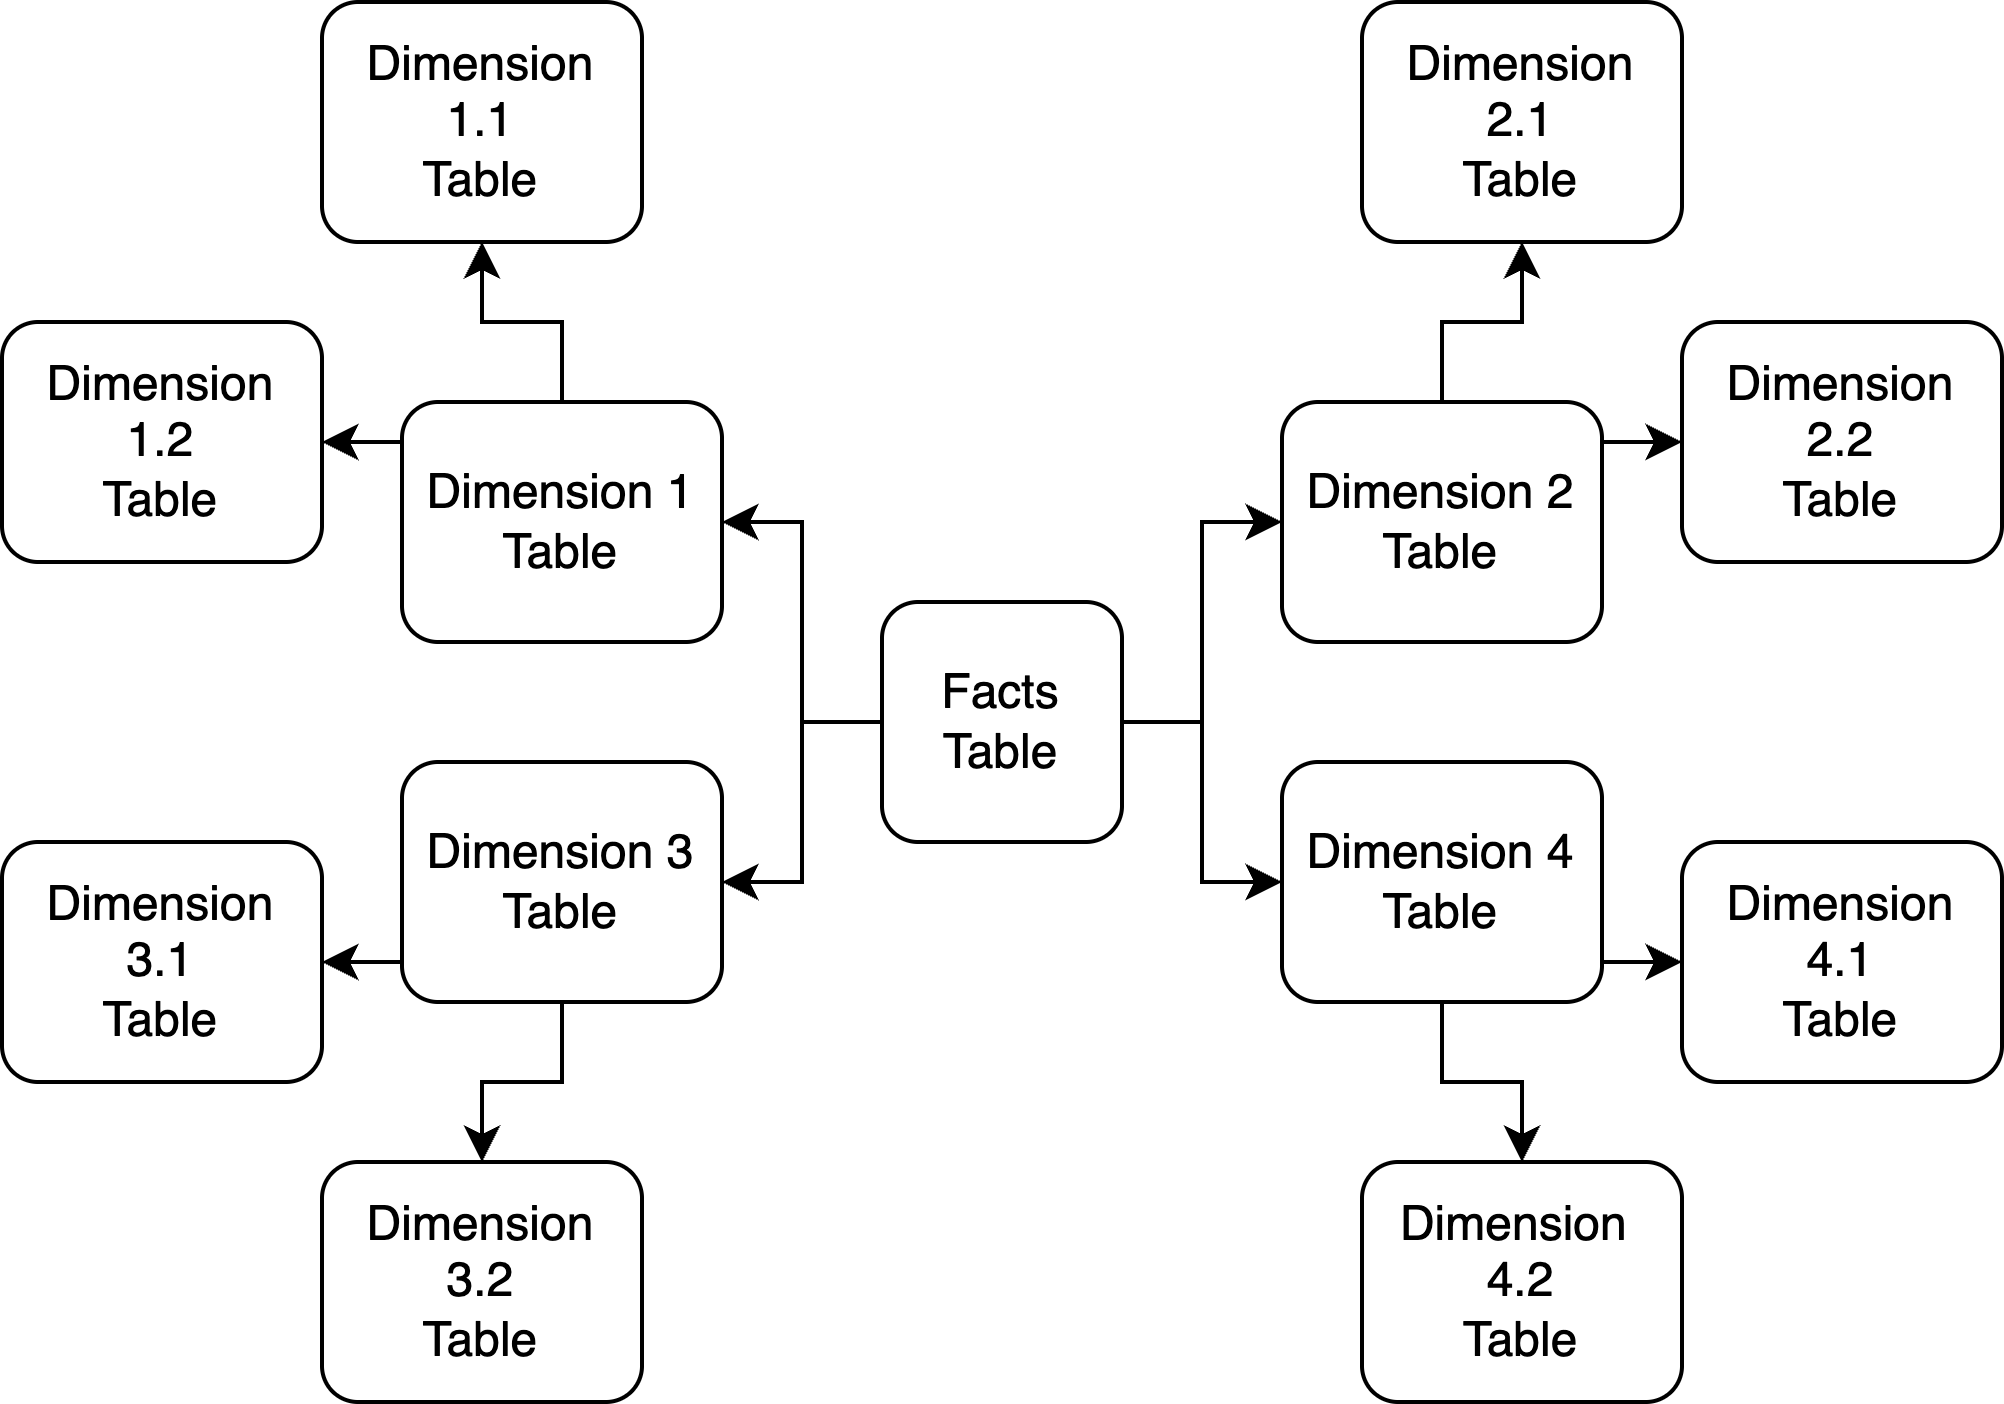 Dimension
1.1
Table
Dimension
2.1
Table
Dimension
1.2
Table
Dimension 1
Table
Dimension 2
Table
Dimension
2.2
Table
Facts
Table
Dimension
3.1
Table
Dimension 3
Table
Dimension 4
Table
Dimension
4.1
Table
Dimension
3.2
Table
Dimension
4.2
Table